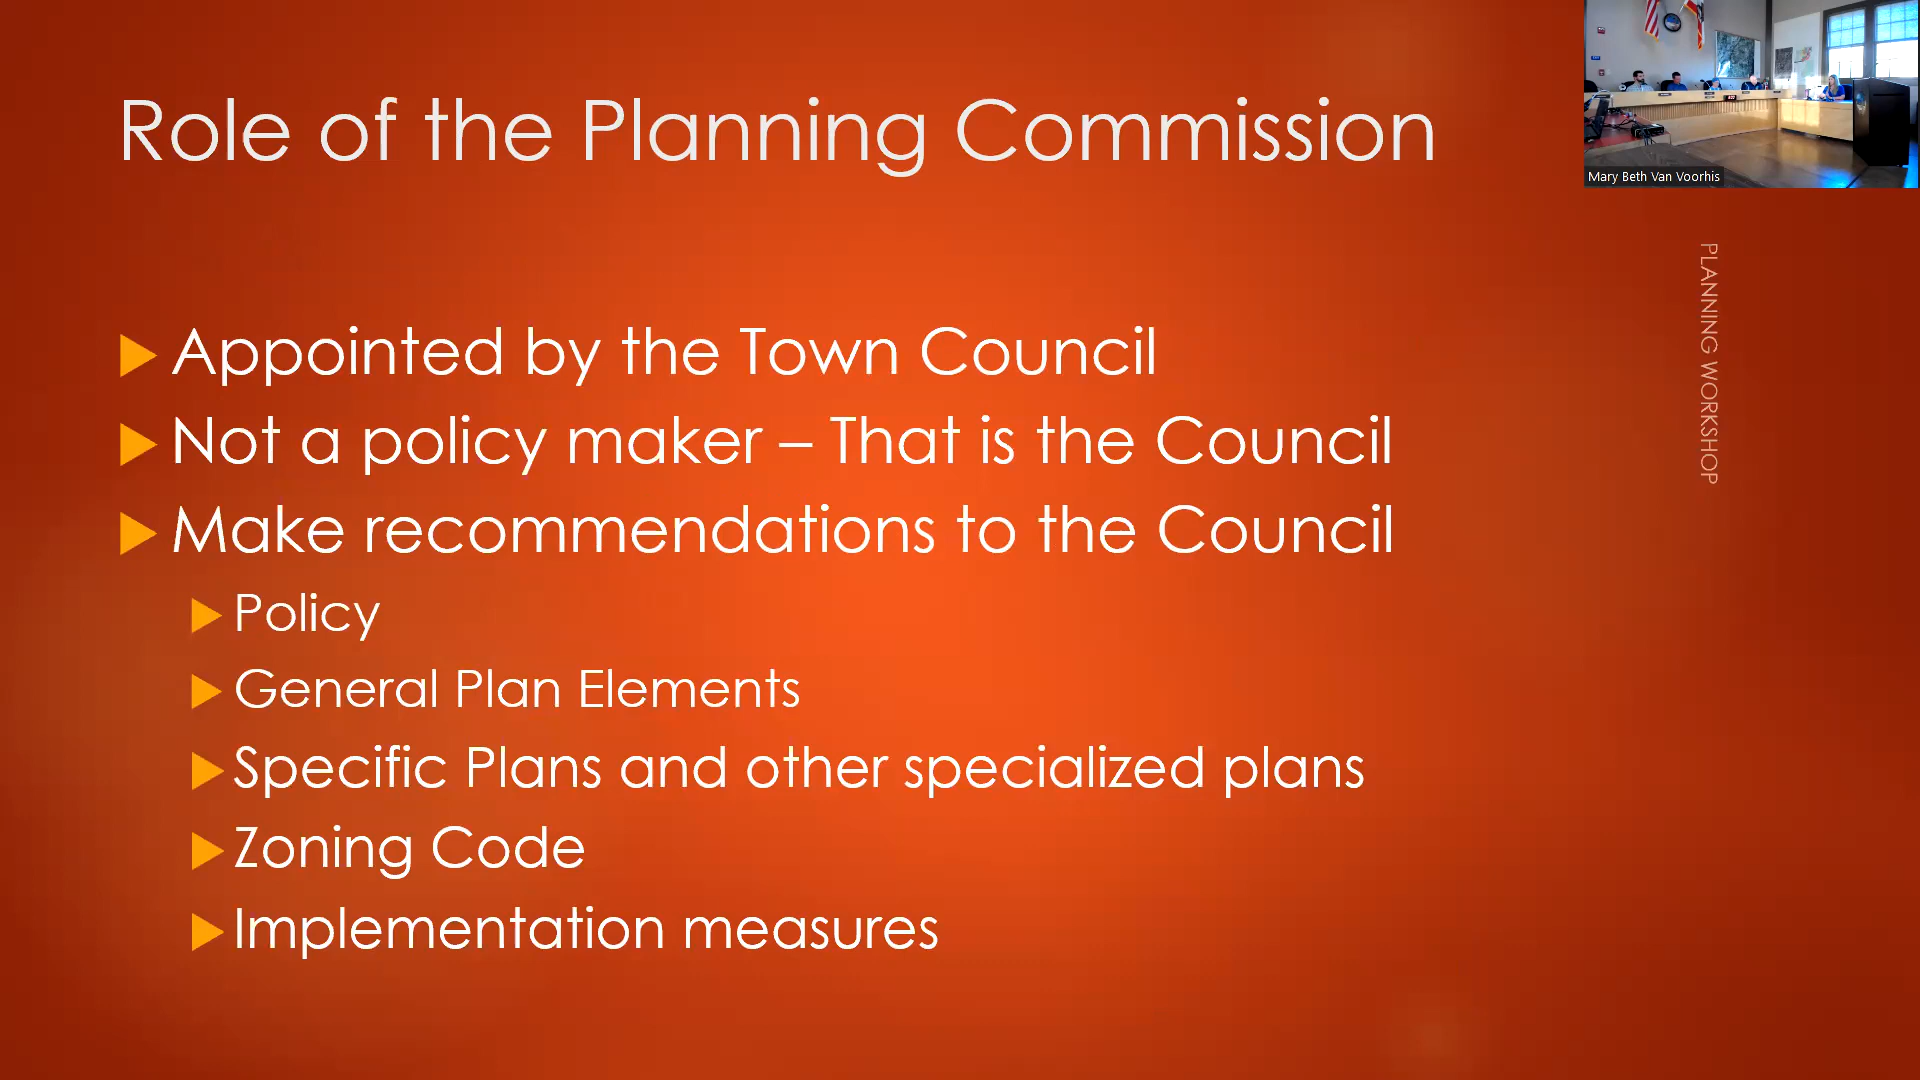 Role of the Planning Commission
Mary Beth Van Voorhis
PLANNING WORKSHOP
Appointed by the Town Council
Not a policy maker – That is the Council
Make recommendations to the Council
Policy
General Plan Elements
Specific Plans and other specialized plans
Zoning Code
Implementation measures